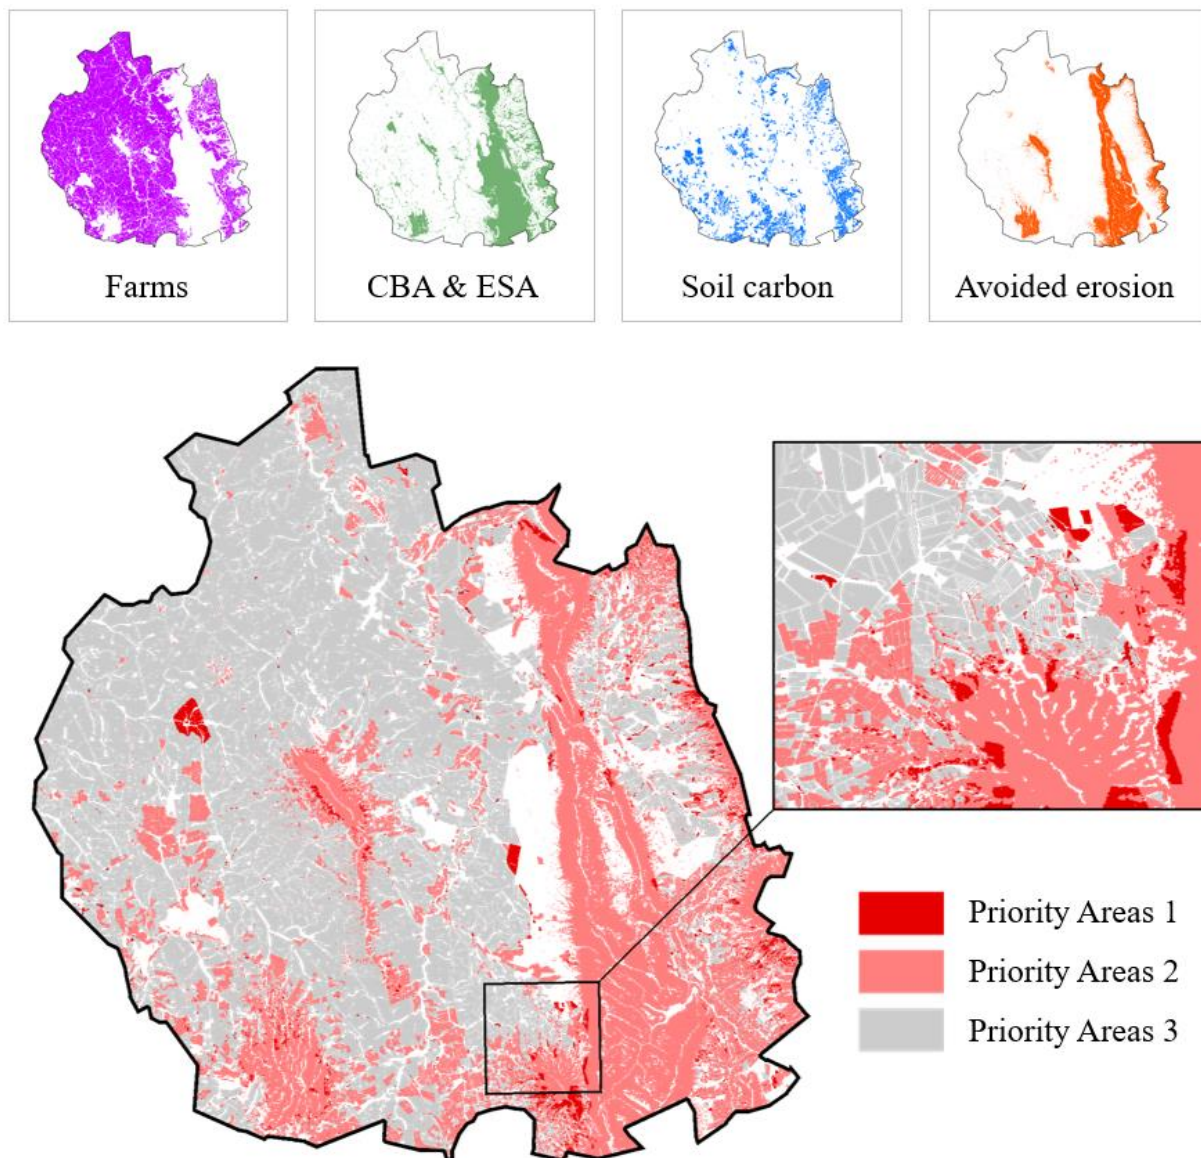 Farms
CBA & ESA
Soil carbon
Avoided erosion
Priority Areas 1
Priority Areas 2
Priority Areas 3